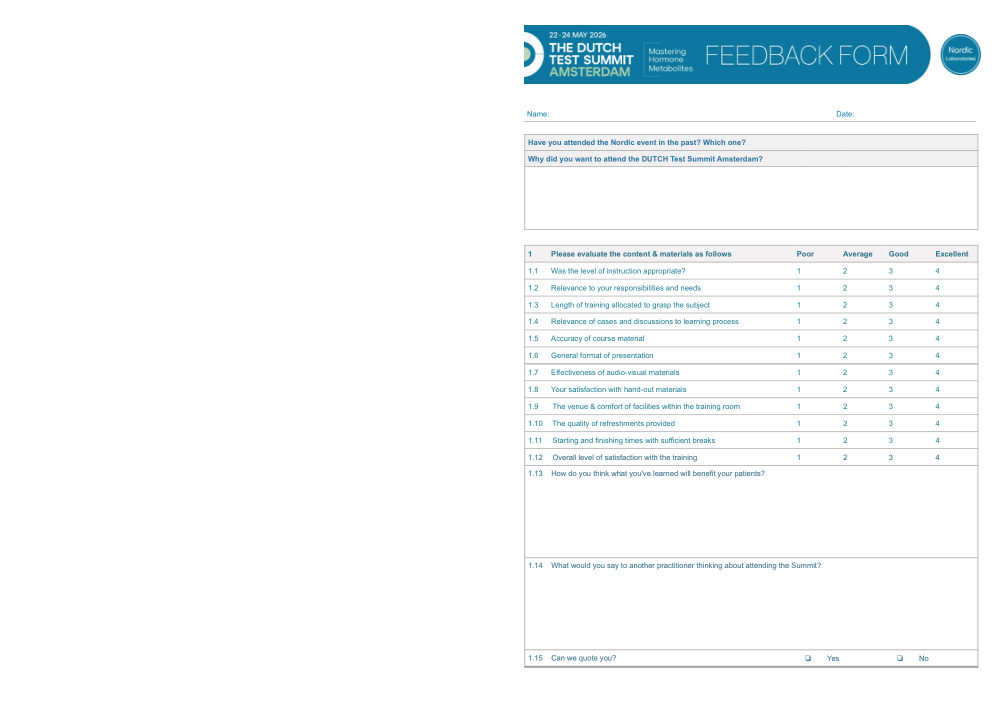 22-24 MAY 2026
THE DUTCH
TEST SUMMIT
AMSTERDAM
Mastering
Hormone
Metabolites
FEEDBACK FORM
Nordic
Laboratories
Name: Date:
Have you attended the Nordic event in the past? Which one?
Why did you want to attend the DUTCH Test Summit Amsterdam?
1 Please evaluate the content & materials as follows Poor Average Good Excellent
1.1 Was the level of instruction appropriate? 1 2 3 4
1.2 Relevance to your responsibilities and needs 1 2 3 4
1.3 Length of training allocated to grasp the subject 1 2 3 4
1.4 Relevance of cases and discussions to learning process 1 2 3 4
1.5 Accuracy of course material 1 2 3 4
1.6 General format of presentation 1 2 3 4
1.7 Effectiveness of audio-visual materials 1 2 3 4
1.8 Your satisfaction with hand-out materials 1 2 3 4
1.9 The venue & comfort of facilities within the training room 1 2 3 4
1.10 The quality of refreshments provided 1 2 3 4
1.11 Starting and finishing times with sufficient breaks 1 2 3 4
1.12 Overall level of satisfaction with the training 1 2 3 4
1.13 How do you think what you've learned will benefit your patients?
1.14 What would you say to another practitioner thinking about attending the Summit?
1.15 Can we quote you? ❏ Yes ❏ No